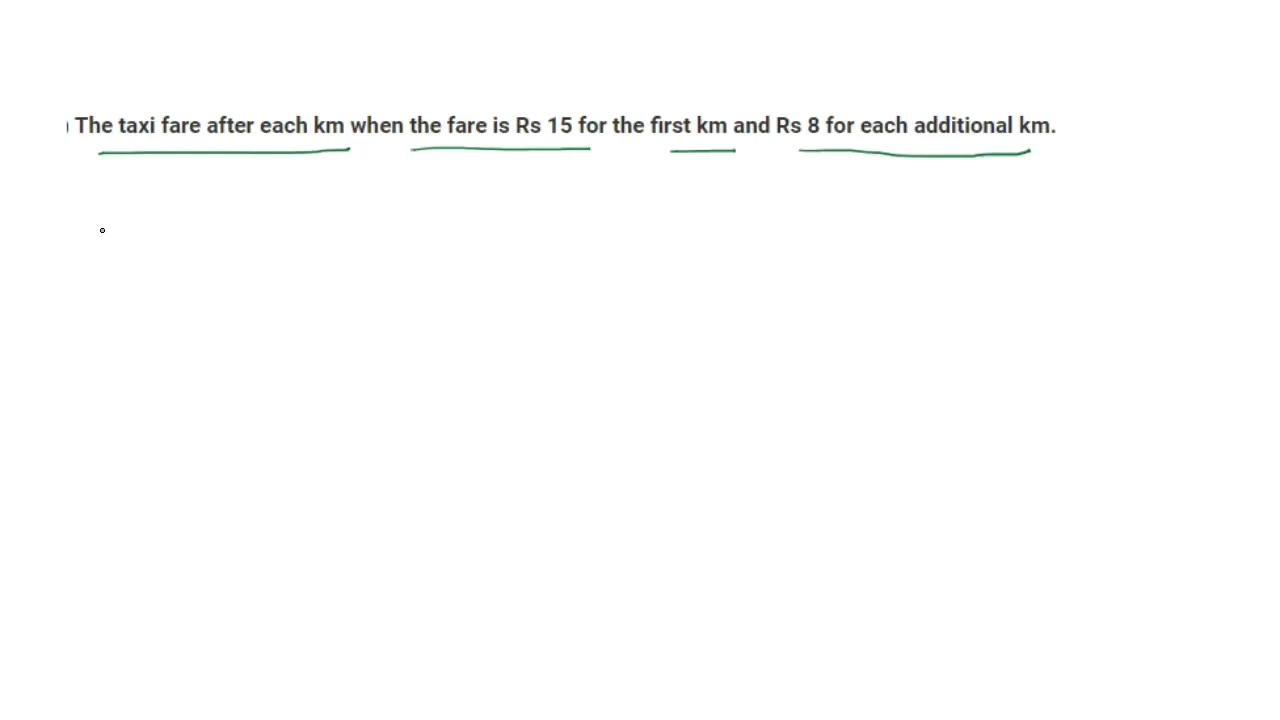 The taxi fare after each km when the fare is Rs 15 for the first km and Rs 8 for each additional km.